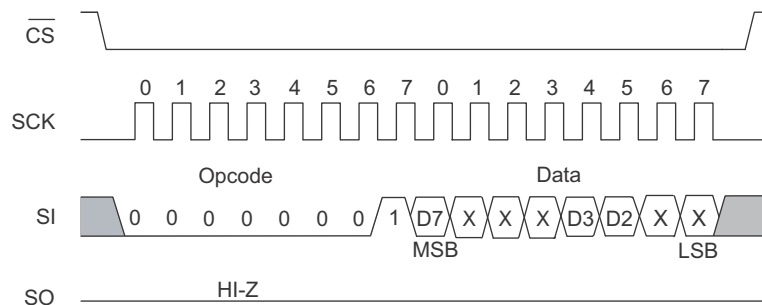 CS
0 1 2 3 4 5 6 7 0 1 2 3 4 5 6 7
SCK
Opcode Data
SI 0 0 0 0 0 0 0 1 D7 X X X D3 D2 X X
MSB LSB
HI-Z
SO